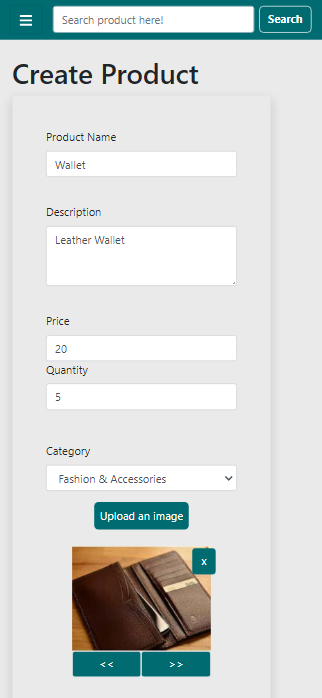 Search product here!
Search
Create Product
Product Name
Wallet
Description
Leather Wallet
Price
20
Quantity
5
Category
Fashion & Accessories
Upload an image
x
<< >>